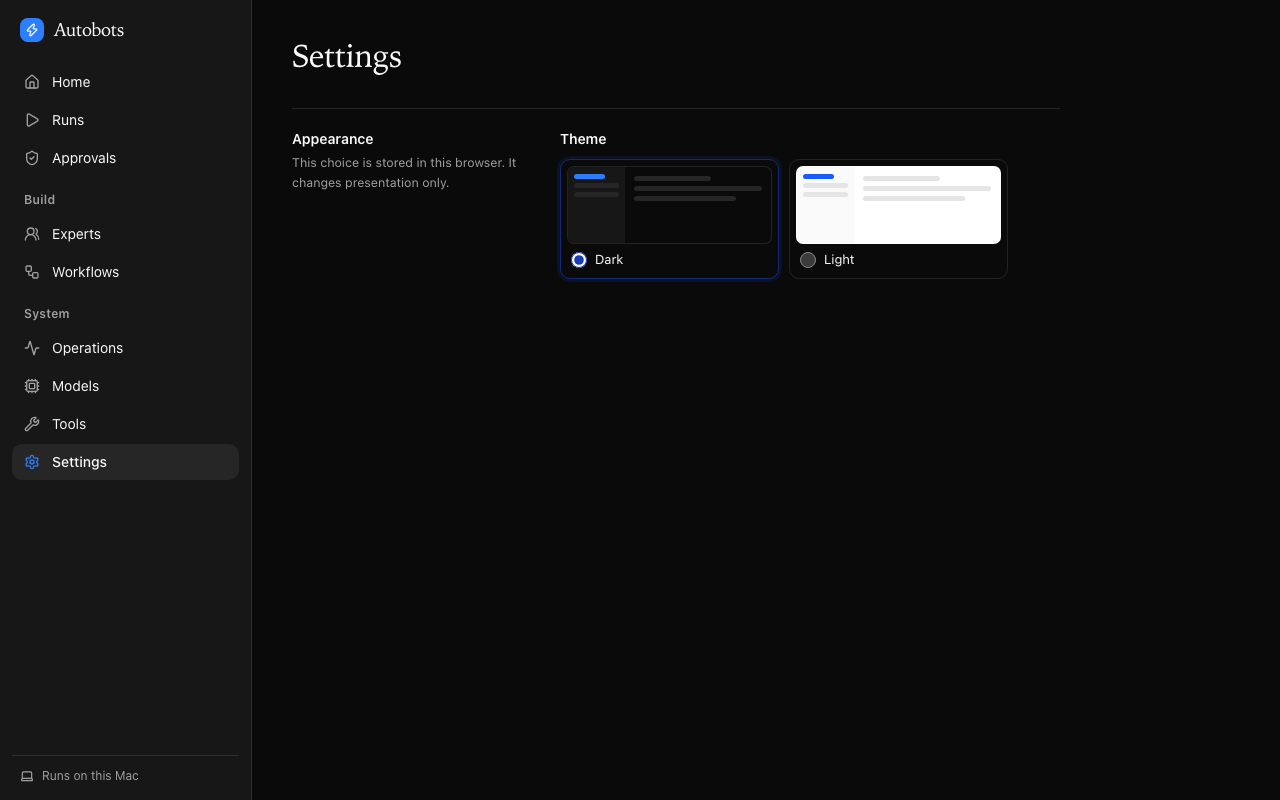 Autobots
Home
Runs
Approvals
Build
Experts
Workflows
System
Operations
Models
Tools
Settings
Runs on this Mac
Settings
Appearance
This choice is stored in this browser. It
changes presentation only.
Theme
Dark
Light